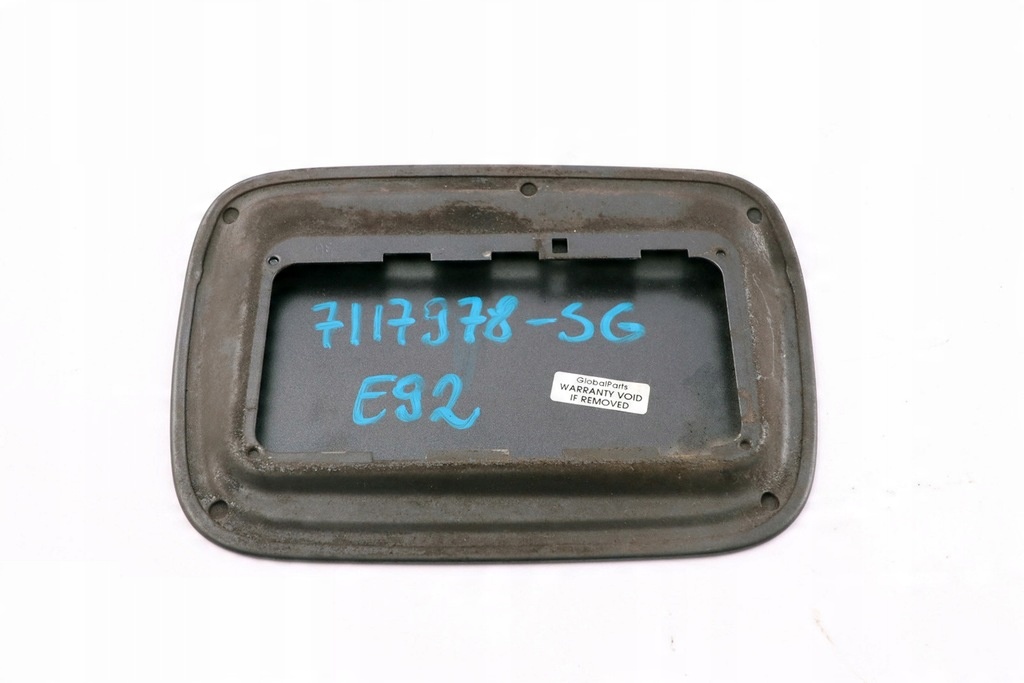 7117978-SG
E92
GlobalParts
WARRANTY VOID
IF REMOVED